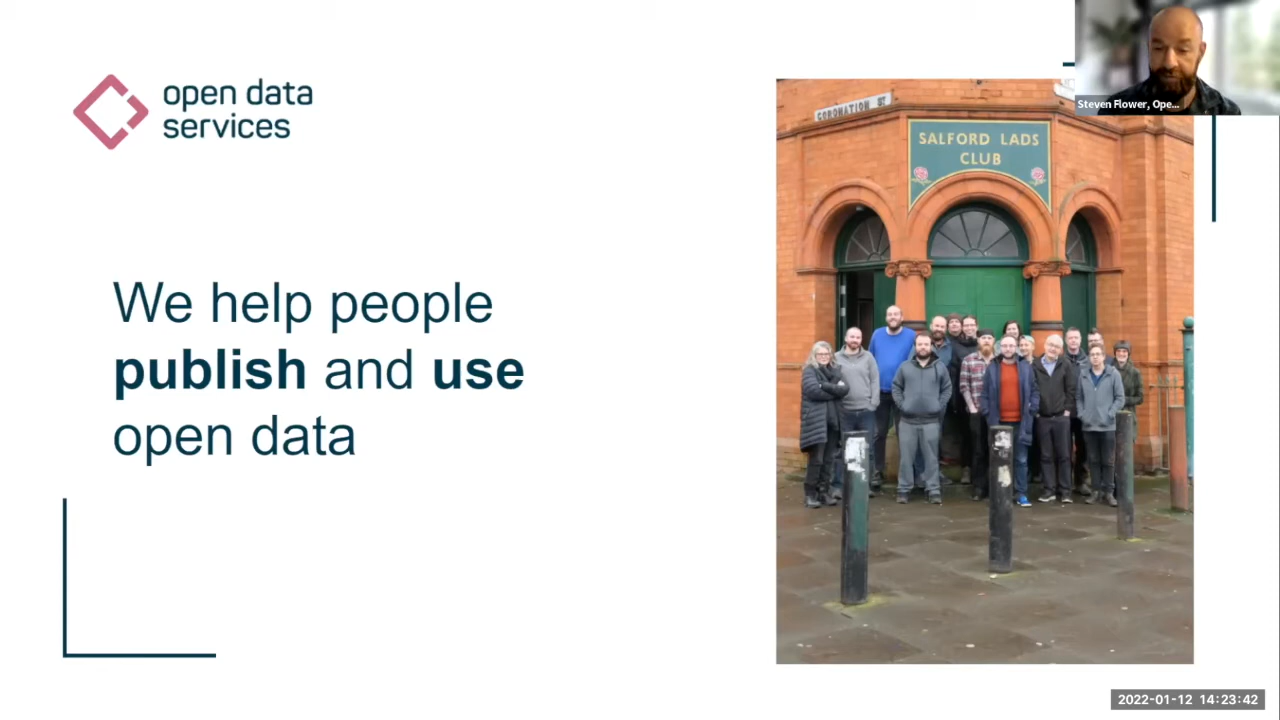 open data
services
We help people
publish and use
open data
CORONATION ST
SALFORD LADS
CLUB
Steven Flower, Ope...
2022-01-12 14:23:42